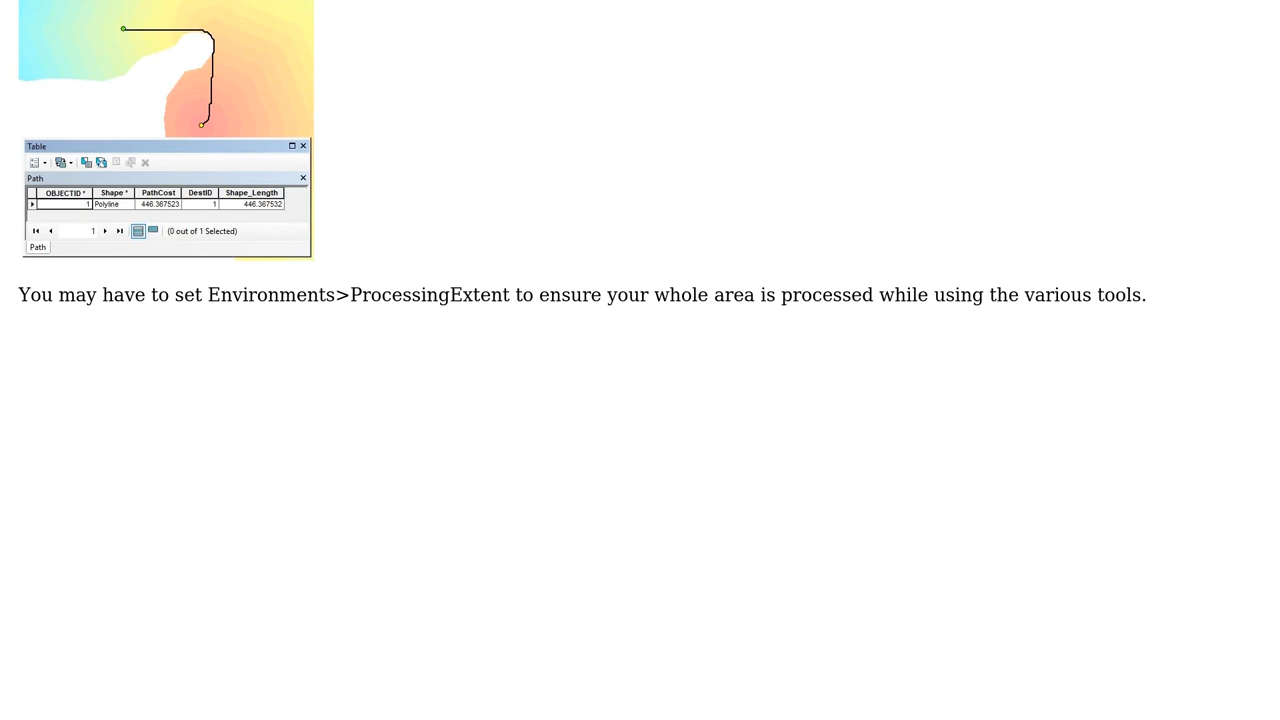 Table
Path
OBJECTID * Shape * PathCost DestID Shape_Length
1 Polyline 446.367523 1 446.367532
1 (0 out of 1 Selected)
Path
You may have to set Environments>ProcessingExtent to ensure your whole area is processed while using the various tools.